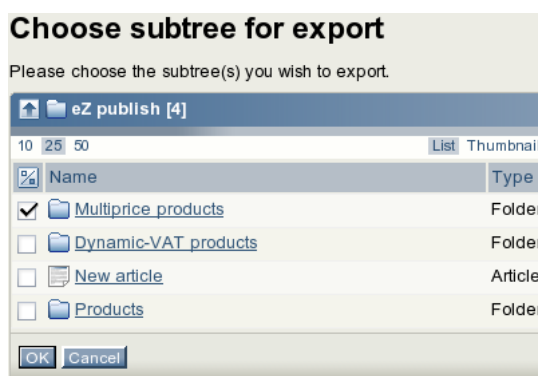 Choose subtree for export
Please choose the subtree(s) you wish to export.
eZ publish [4]
10 25 50 List Thumbnail
Name Type
Multiprice products Folder
Dynamic-VAT products Folder
New article Article
Products Folder
OK Cancel